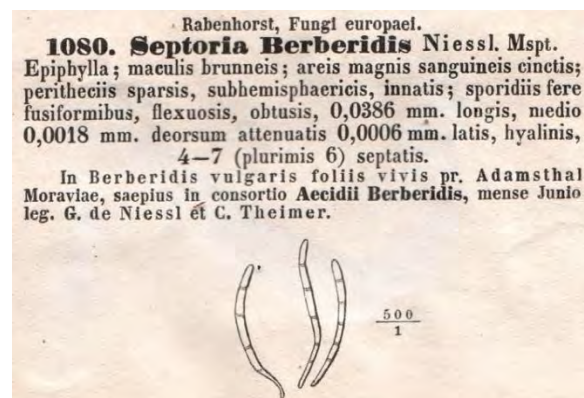 Rabenhorst, Fungi europaei.
1080. Septoria Berberidis Niessl. Mspt.
Epiphylla; maculis brunneis; areis magnis sanguineis cinctis;
peritheciis sparsis, subhemisphaericis, innatis; sporidiis fere
fusiformibus, flexuosis, obtusis, 0,0386 mm. longis, medio
0,0018 mm. deorsum attenuatis 0,0006 mm. latis, hyalinis,
4—7 (plurimis 6) septatis.
In Berberidis vulgaris foliis vivis pr. Adamsthal
Moraviae, saepius in consortio Aecidii Berberidis, mense Junio
leg. G. de Niessl et C. Theimer.
500
1